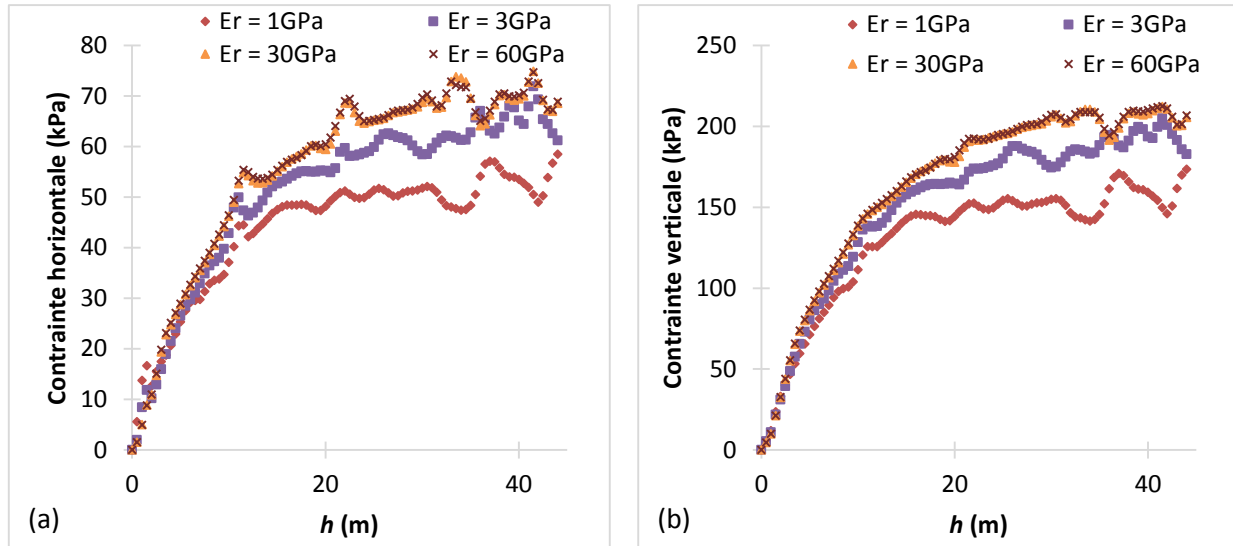 Er = 1GPa
Er = 3GPa
Er = 30GPa
Er = 60GPa
Contrainte horizontale (kPa)
80
70
60
50
40
30
20
10
0
0
20
40
h (m)
(a)
Er = 1GPa
Er = 3GPa
Er = 30GPa
Er = 60GPa
Contrainte verticale (kPa)
250
200
150
100
50
0
0
20
40
h (m)
(b)